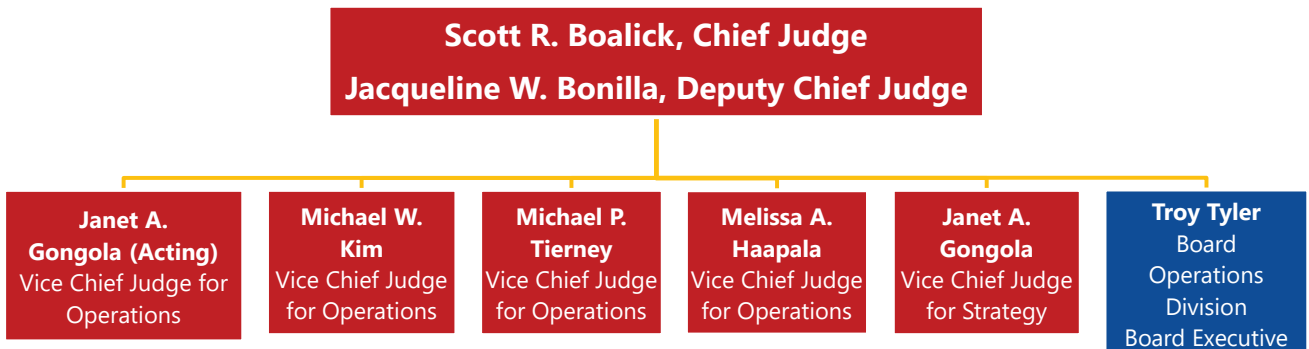 Scott R. Boalick, Chief Judge
Jacqueline W. Bonilla, Deputy Chief Judge
Janet A.
Gongola (Acting)
Vice Chief Judge for
Operations
Michael W.
Kim
Vice Chief Judge
for Operations
Michael P.
Tierney
Vice Chief Judge
for Operations
Melissa A.
Haapala
Vice Chief Judge
for Operations
Janet A.
Gongola
Vice Chief Judge
for Strategy
Troy Tyler
Board
Operations
Division
Board Executive